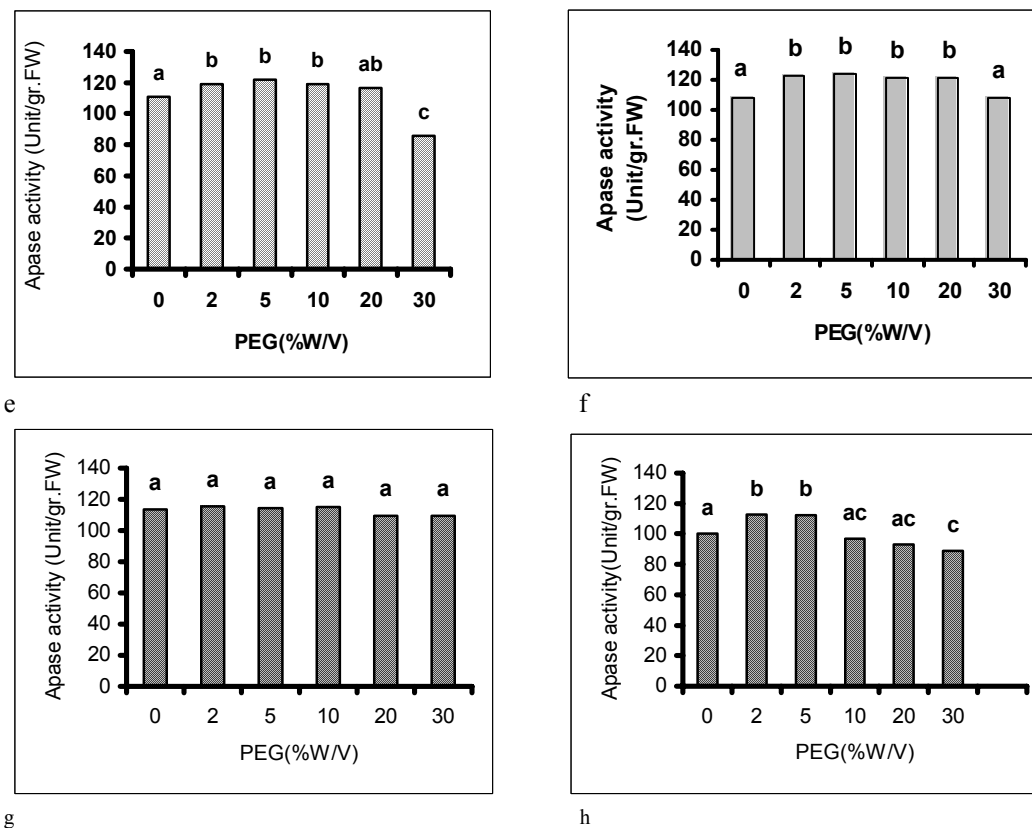 Apase activity (Unit/gr.FW)
140
120
100
80
60
40
20
0
a b b b ab c
0 2 5 10 20 30
PEG(%W/V)
e
Apase activity
(Unit/gr.FW)
140
120
100
80
60
40
20
0
a b b b b a
0 2 5 10 20 30
PEG(%W/V)
f
Apase activity (Unit/gr.FW)
140
120
100
80
60
40
20
0
a a a a a a
0 2 5 10 20 30
PEG(%W/V)
g
Apase activity(Unit/gr.FW)
140
120
100
80
60
40
20
0
a b b ac ac c
0 2 5 10 20 30
PEG(%W/V)
h